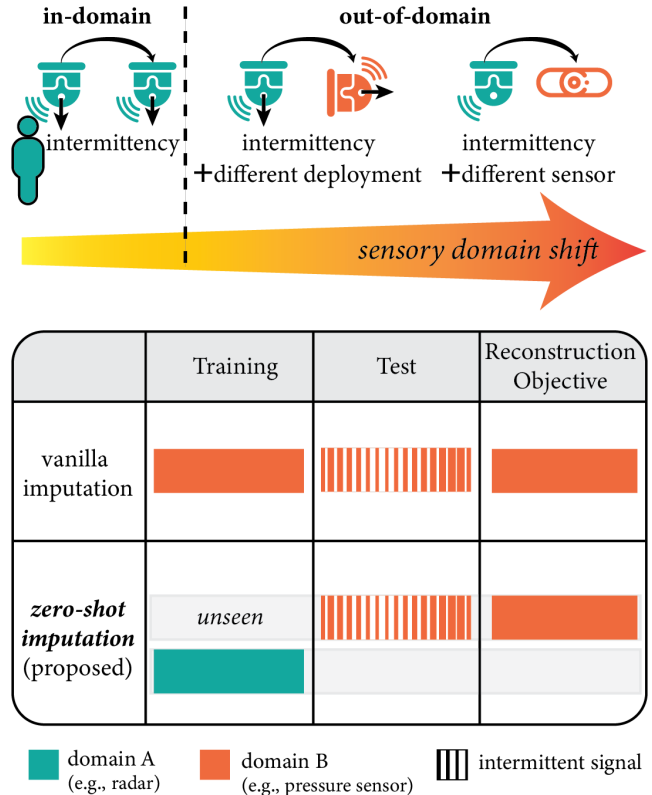 in-domain
out-of-domain
intermittency
intermittency
+different deployment
intermittency
+different sensor
sensory domain shift
Training
Test
Reconstruction
Objective
vanilla
imputation
zero-shot
imputation
(proposed)
unseen
domain A
(e.g., radar)
domain B
(e.g., pressure sensor)
intermittent signal